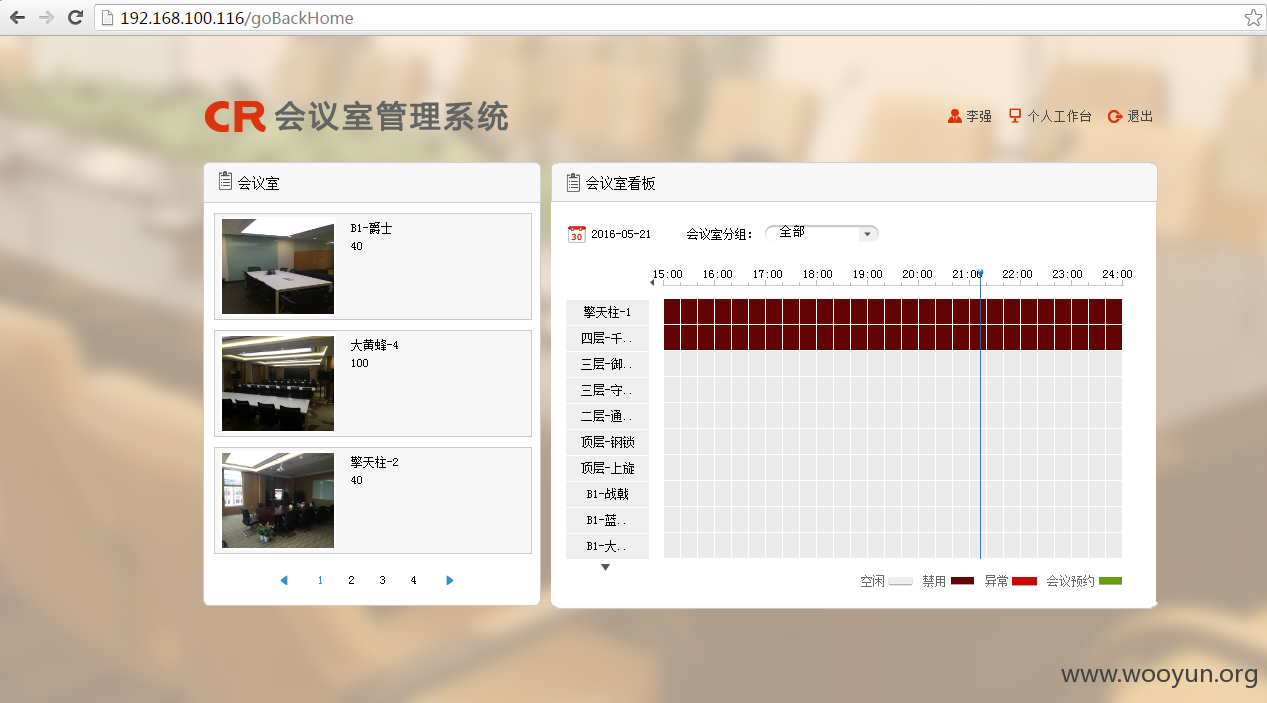 192.168.100.116/goBackHome
CR 会议室管理系统
李强 个人工作台 退出
会议室
B1-爵士
40
大黄蜂-4
100
擎天柱-2
40
1 2 3 4
会议室看板
30 2016-05-21 会议室分组： 全部
15:00 16:00 17:00 18:00 19:00 20:00 21:00 22:00 23:00 24:00
擎天柱-1
四层-千..
三层-御..
三层-守..
二层-通..
顶层-钢锁
顶层-上旋
B1-战戟
B1-蓝..
B1-大..
空闲 禁用 异常 会议预约
www.wooyun.org